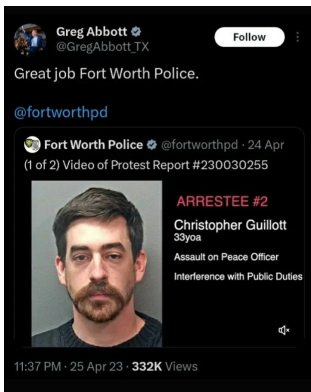 Greg Abbott
@GregAbbott_TX
Follow
Great job Fort Worth Police.
@fortworthpd
Fort Worth Police @fortworthpd · 24 Apr
(1 of 2) Video of Protest Report #230030255
ARRESTEE #2
Christopher Guillott
33yoa
Assault on Peace Officer
Interference with Public Duties
11:37 PM · 25 Apr 23 · 332K Views